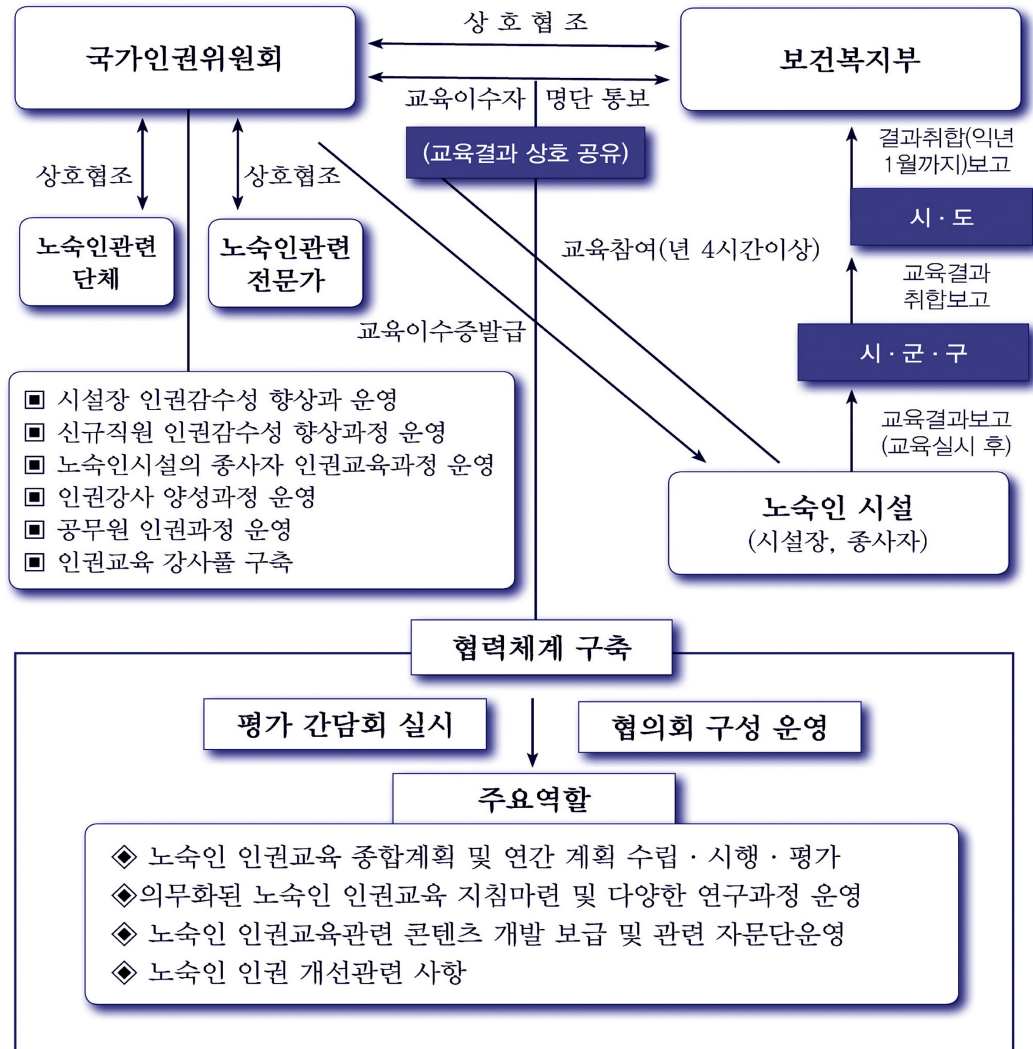 상 호 협 조
국가인권위원회
보건복지부
교육이수자 명단 통보
(교육결과 상호 공유)
결과취합(익년
1월까지)보고
상호협조
상호협조
시 · 도
노숙인관련
단체
노숙인관련
전문가
교육참여(년 4시간이상)
교육결과
취합보고
교육이수증발급
시 · 군 · 구
▣ 시설장 인권감수성 향상과 운영
▣ 신규직원 인권감수성 향상과정 운영
▣ 노숙인시설의 종사자 인권교육과정 운영
▣ 인권강사 양성과정 운영
▣ 공무원 인권과정 운영
▣ 인권교육 강사풀 구축
교육결과보고
(교육실시 후)
노숙인 시설
(시설장, 종사자)
협력체계 구축
평가 간담회 실시
협의회 구성 운영
주요역할
◈ 노숙인 인권교육 종합계획 및 연간 계획 수립 · 시행 · 평가
◈의무화된 노숙인 인권교육 지침마련 및 다양한 연구과정 운영
◈ 노숙인 인권교육관련 콘텐츠 개발 보급 및 관련 자문단운영
◈ 노숙인 인권 개선관련 사항